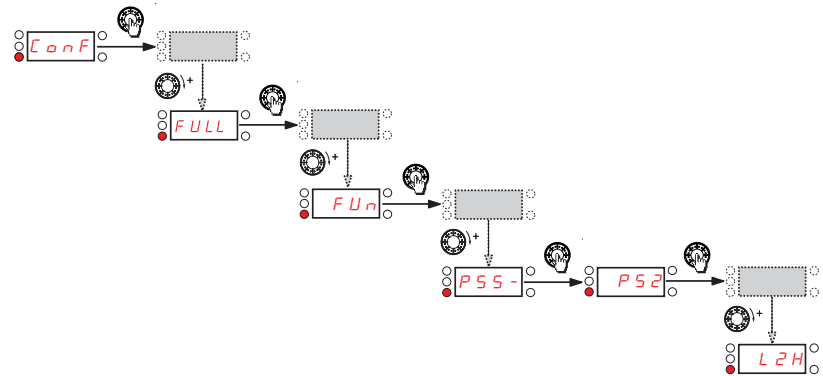 ConF
+
FULL
+
FUn
+
PSS-
PS2
+
L2H